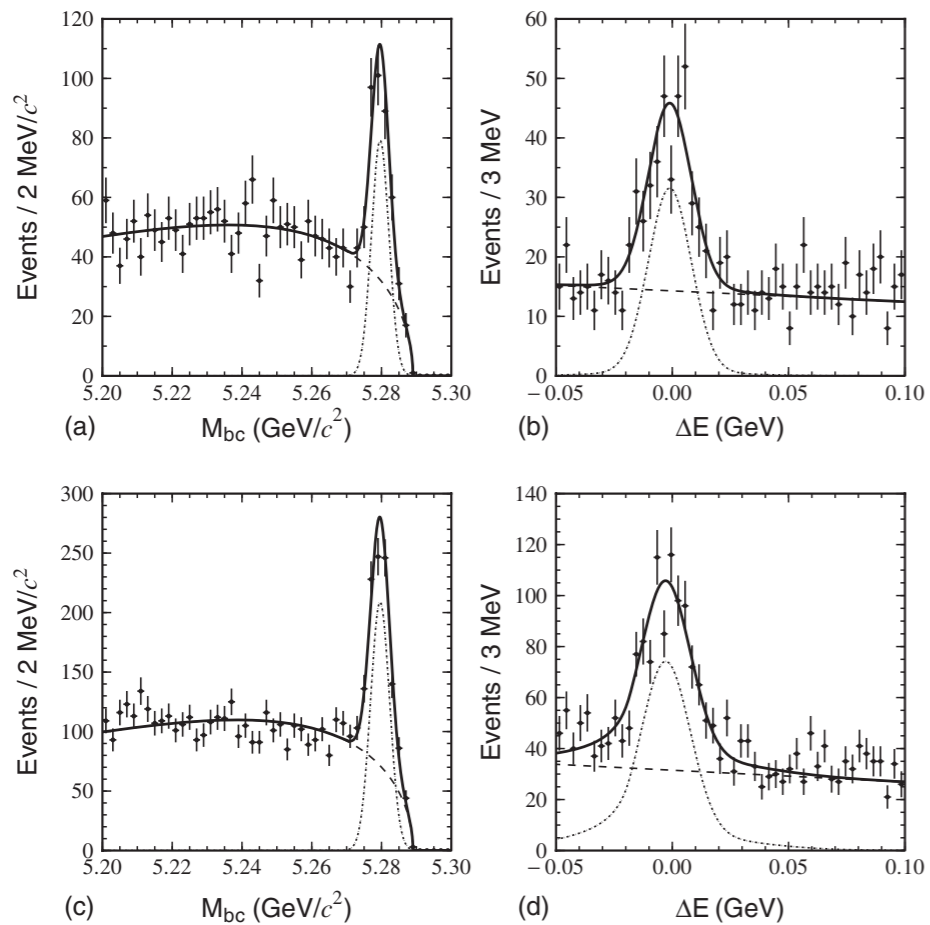 120
100
80
60
40
20
0
5.20 5.22 5.24 5.26 5.28 5.30
Events / 2 MeV/c²
(a) M_bc (GeV/c²)
60
50
40
30
20
10
0
−0.05 0.00 0.05 0.10
Events / 3 MeV
(b) ΔE (GeV)
300
250
200
150
100
50
0
5.20 5.22 5.24 5.26 5.28 5.30
Events / 2 MeV/c²
(c) M_bc (GeV/c²)
140
120
100
80
60
40
20
0
−0.05 0.00 0.05 0.10
Events / 3 MeV
(d) ΔE (GeV)